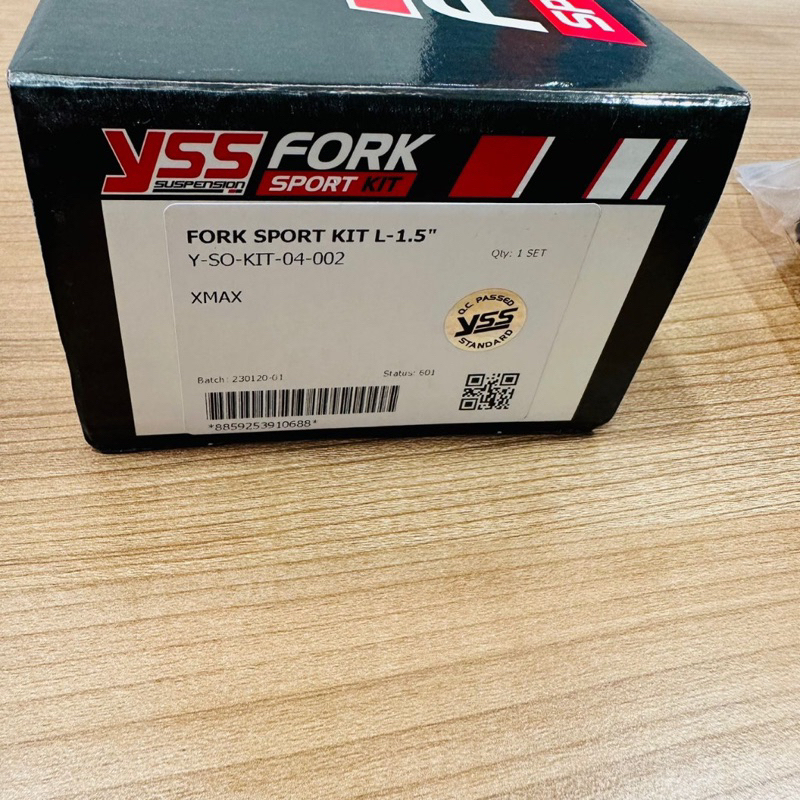 YSS FORK
SUSPENSION SPORT KIT
FORK SPORT KIT L-1.5"
Y-SO-KIT-04-002
Qty: 1 SET
XMAX
Q.C. PASSED
YSS
STANDARD
Batch: 230120-01
Status: 601
*8859253910688*